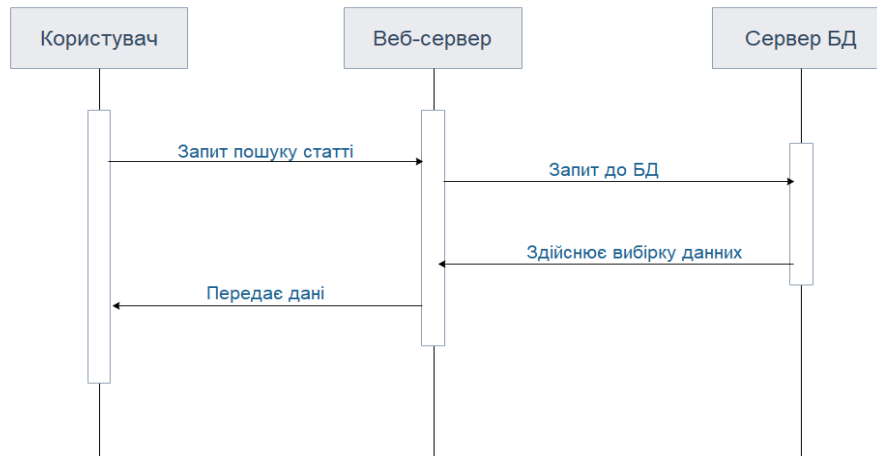 Користувач
Веб-сервер
Сервер БД
Запит пошуку статті
Запит до БД
Здійснює вибірку данних
Передає дані